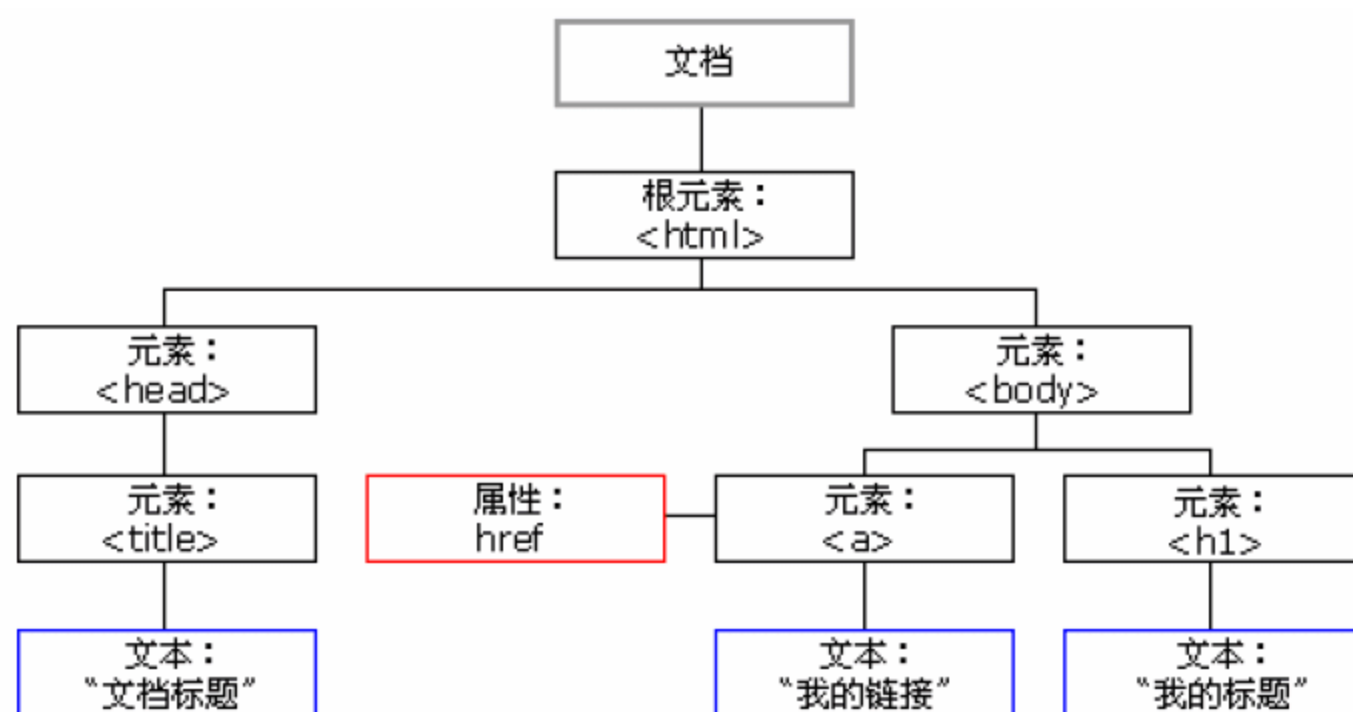 文档
根元素：
<html>
元素：
<head>
元素：
<body>
元素：
<title>
属性：
href
元素：
<a>
元素：
<h1>
文本：
“文档标题”
文本：
“我的链接”
文本：
“我的标题”